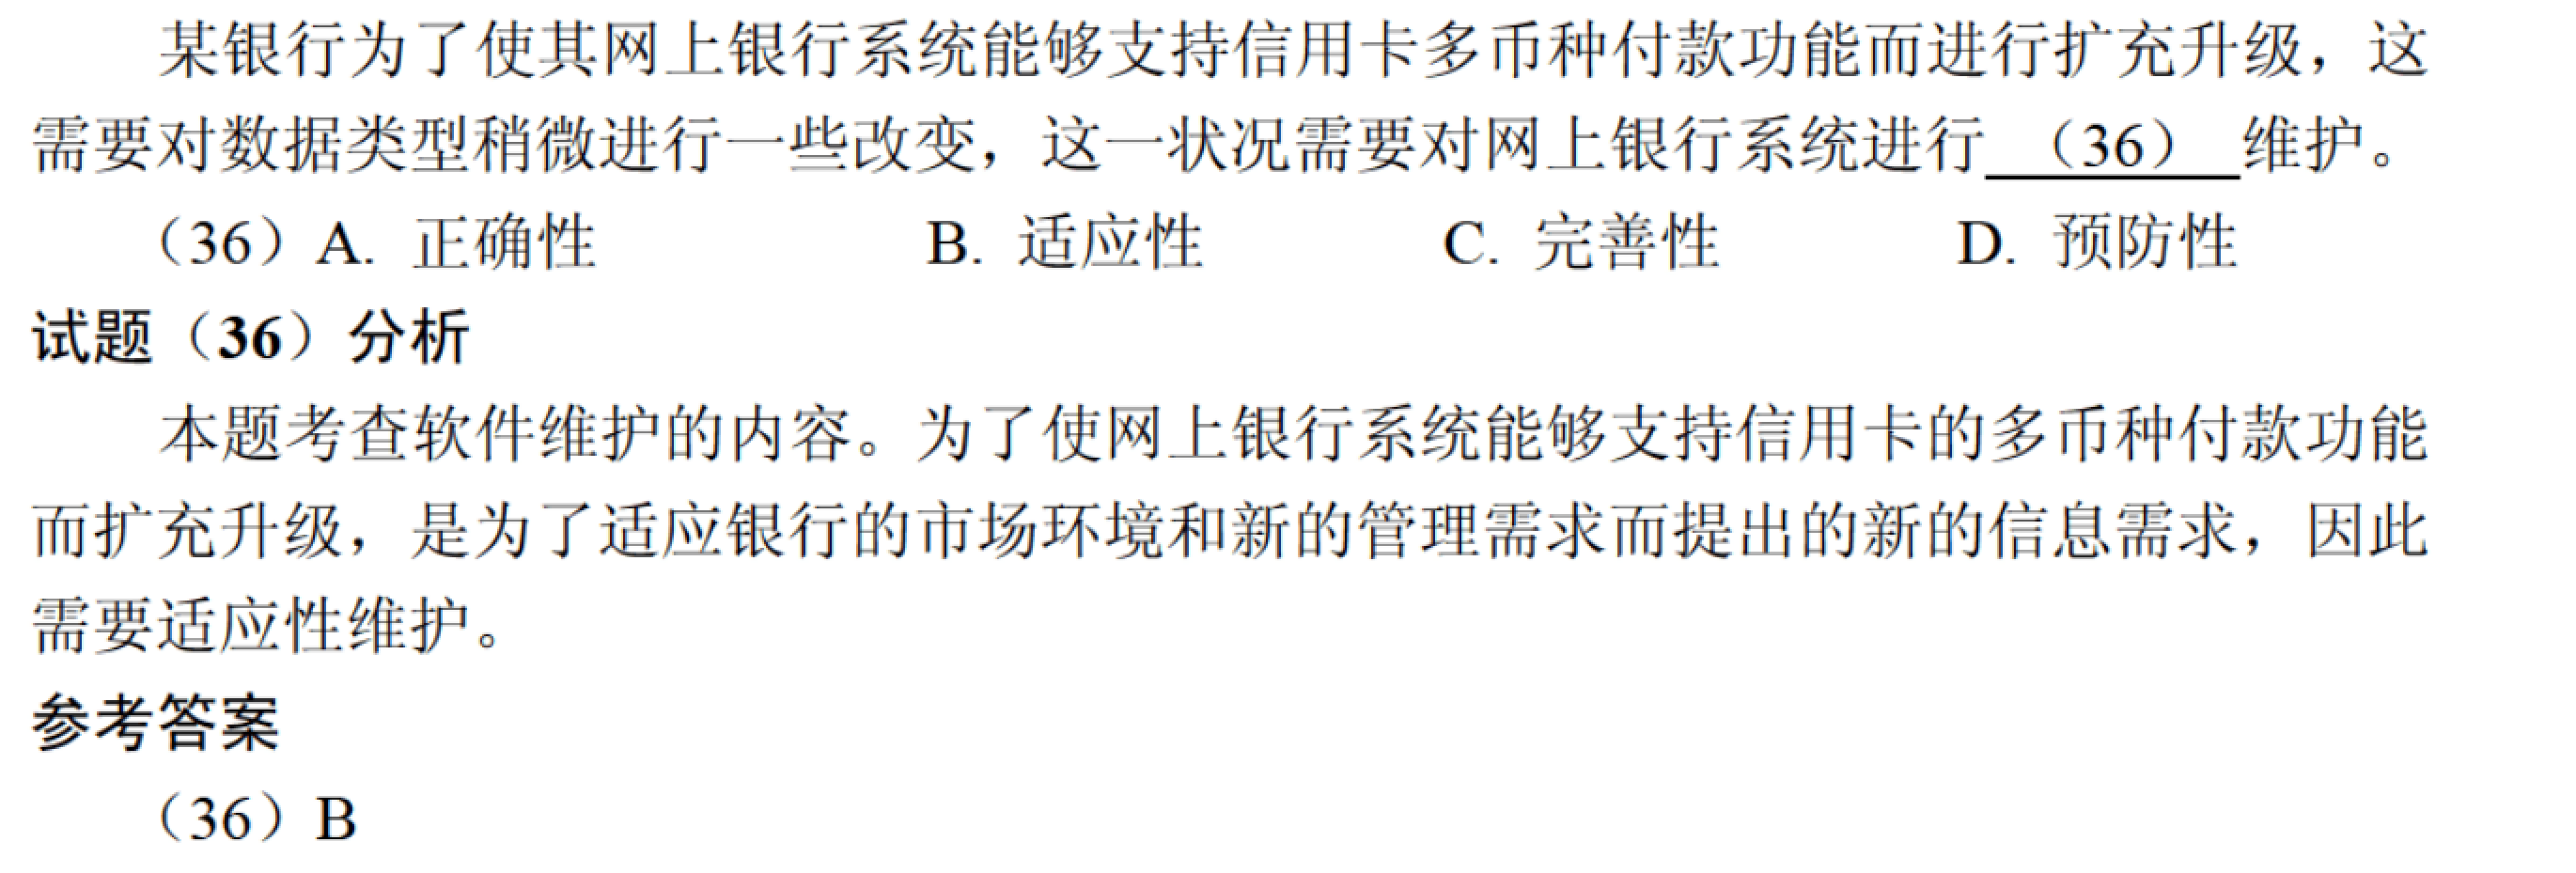 某银行为了使其网上银行系统能够支持信用卡多币种付款功能而进行扩充升级，这
需要对数据类型稍微进行一些改变，这一状况需要对网上银行系统进行 （36） 维护。
（36）A. 正确性 B. 适应性 C. 完善性 D. 预防性
试题（36）分析
本题考查软件维护的内容。为了使网上银行系统能够支持信用卡的多币种付款功能
而扩充升级，是为了适应银行的市场环境和新的管理需求而提出的新的信息需求，因此
需要适应性维护。
参考答案
（36）B